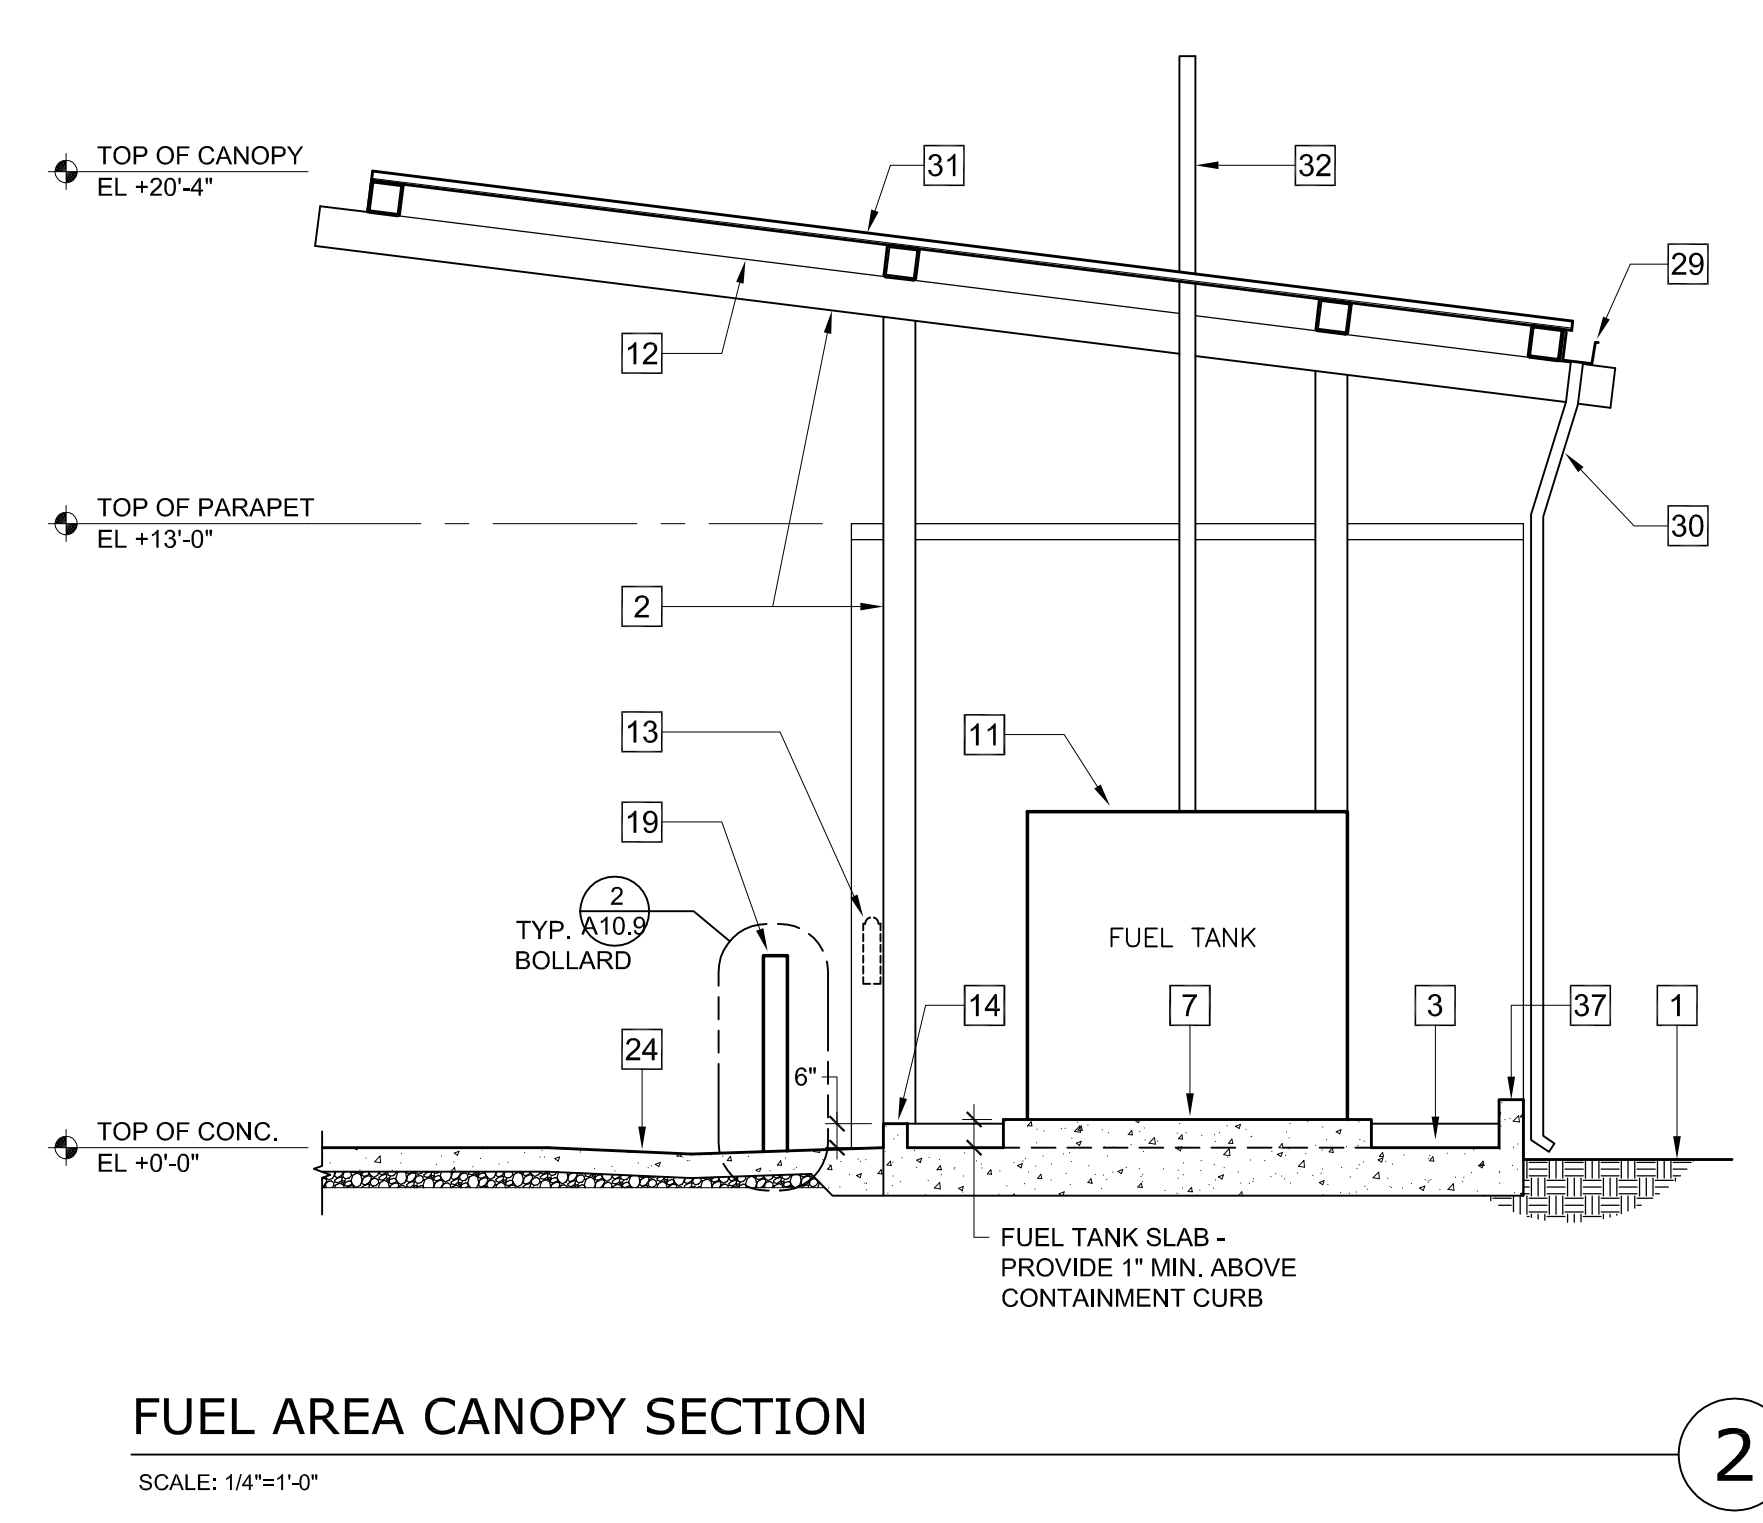 TOP OF CANOPY
EL +20'-4"
31
32
29
12
TOP OF PARAPET
EL +13'-0"
30
2
13
11
19
2
A10.9
TYP.
BOLLARD
FUEL TANK
14
7
3
37
1
24
6"
TOP OF CONC.
EL +0'-0"
FUEL TANK SLAB -
PROVIDE 1" MIN. ABOVE
CONTAINMENT CURB
FUEL AREA CANOPY SECTION
2
SCALE: 1/4"=1'-0"